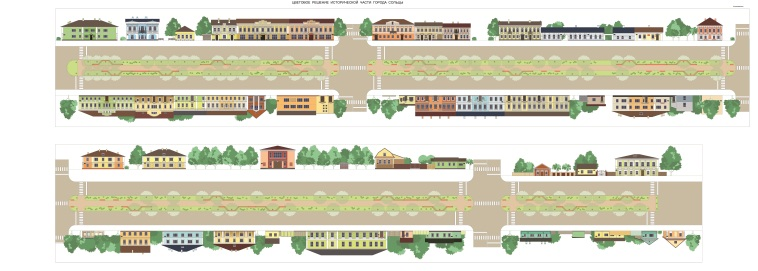 ЦВЕТОВОЕ РЕШЕНИЕ ИСТОРИЧЕСКОЙ ЧАСТИ ГОРОДА СОЛЬЦЫ